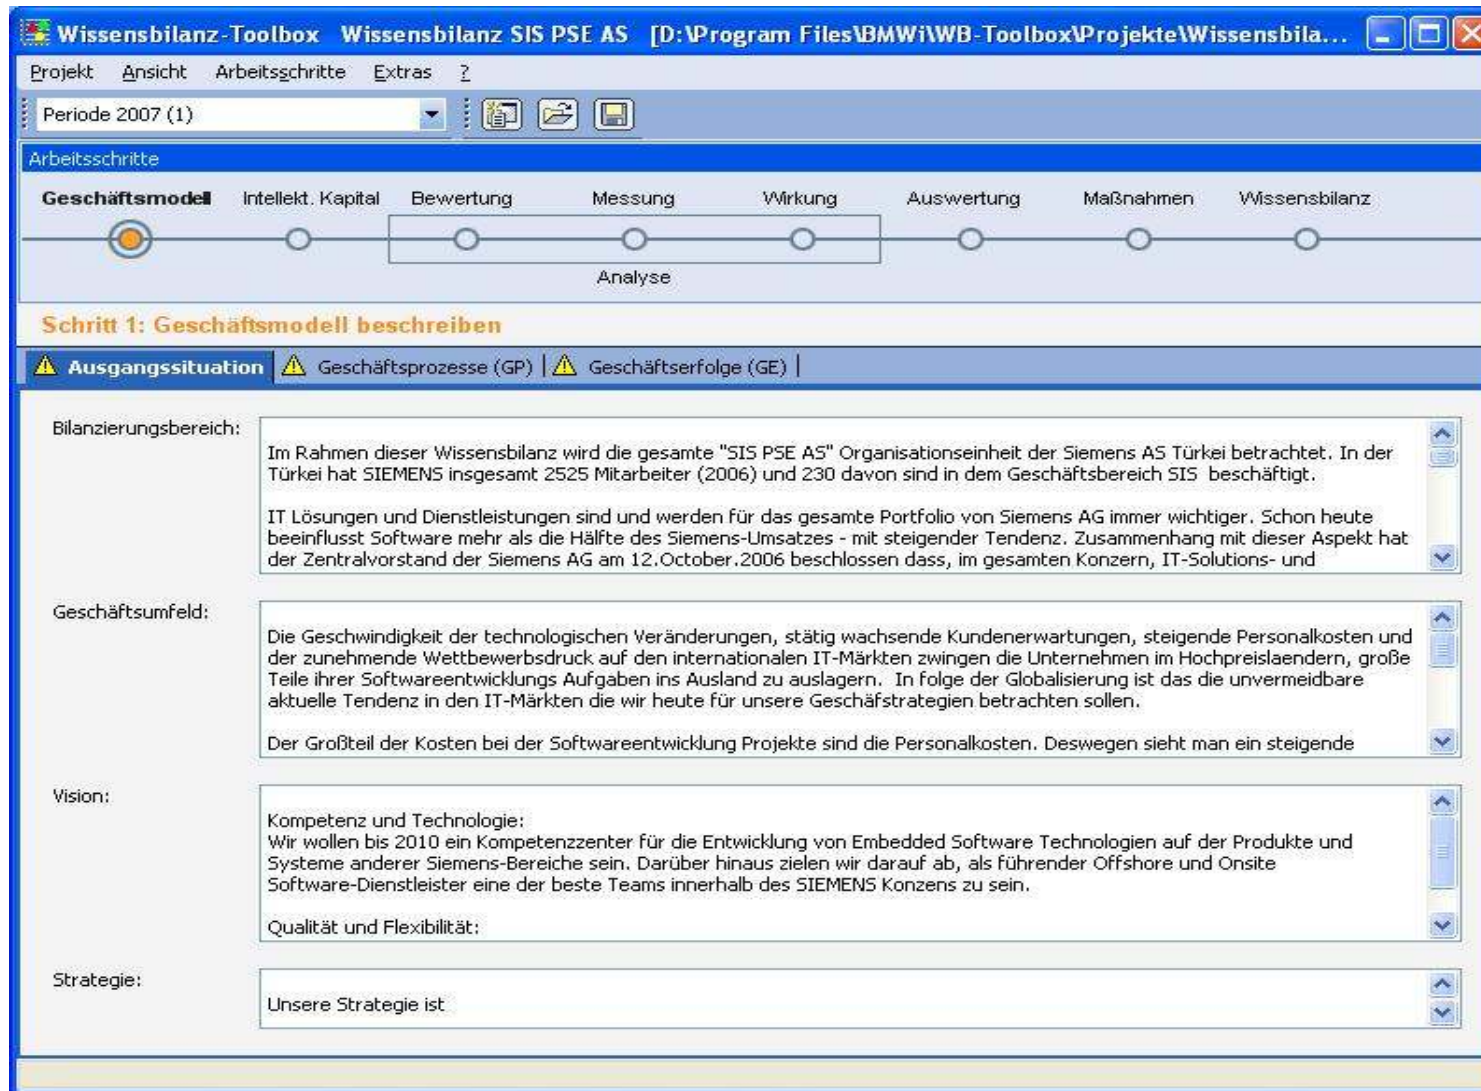 Wissensbilanz-Toolbox Wissensbilanz SIS PSE AS [D:\Program Files\BMWi\WB-Toolbox\Projekte\Wissensbila...
Projekt Ansicht Arbeitsschritte Extras ?
Periode 2007 (1)
Arbeitsschritte
Geschäftsmodell Intellekt. Kapital Bewertung Messung Wirkung Auswertung Maßnahmen Wissensbilanz
Analyse
Schritt 1: Geschäftsmodell beschreiben
Ausgangssituation Geschäftsprozesse (GP) Geschäftserfolge (GE)
Bilanzierungsbereich:
Im Rahmen dieser Wissensbilanz wird die gesamte "SIS PSE AS" Organisationseinheit der Siemens AS Türkei betrachtet. In der
Türkei hat SIEMENS insgesamt 2525 Mitarbeiter (2006) und 230 davon sind in dem Geschäftsbereich SIS beschäftigt.
IT Lösungen und Dienstleistungen sind und werden für das gesamte Portfolio von Siemens AG immer wichtiger. Schon heute
beeinflusst Software mehr als die Hälfte des Siemens-Umsatzes - mit steigender Tendenz. Zusammenhang mit dieser Aspekt hat
der Zentralvorstand der Siemens AG am 12.October.2006 beschlossen dass, im gesamten Konzern, IT-Solutions- und
Geschäftsumfeld:
Die Geschwindigkeit der technologischen Veränderungen, stätig wachsende Kundenerwartungen, steigende Personalkosten und
der zunehmende Wettbewerbsdruck auf den internationalen IT-Märkten zwingen die Unternehmen im Hochpreislaendern, große
Teile ihrer Softwareentwicklungs Aufgaben ins Ausland zu auslagern. In folge der Globalisierung ist das die unvermeidbare
aktuelle Tendenz in den IT-Märkten die wir heute für unsere Geschäfstrategien betrachten sollen.
Der Großteil der Kosten bei der Softwareentwicklung Projekte sind die Personalkosten. Deswegen sieht man ein steigende
Vision:
Kompetenz und Technologie:
Wir wollen bis 2010 ein Kompetenzzenter für die Entwicklung von Embedded Software Technologien auf der Produkte und
Systeme anderer Siemens-Bereiche sein. Darüber hinaus zielen wir darauf ab, als führender Offshore und Onsite
Software-Dienstleister eine der beste Teams innerhalb des SIEMENS Konzens zu sein.
Qualität und Flexibilität:
Strategie:
Unsere Strategie ist